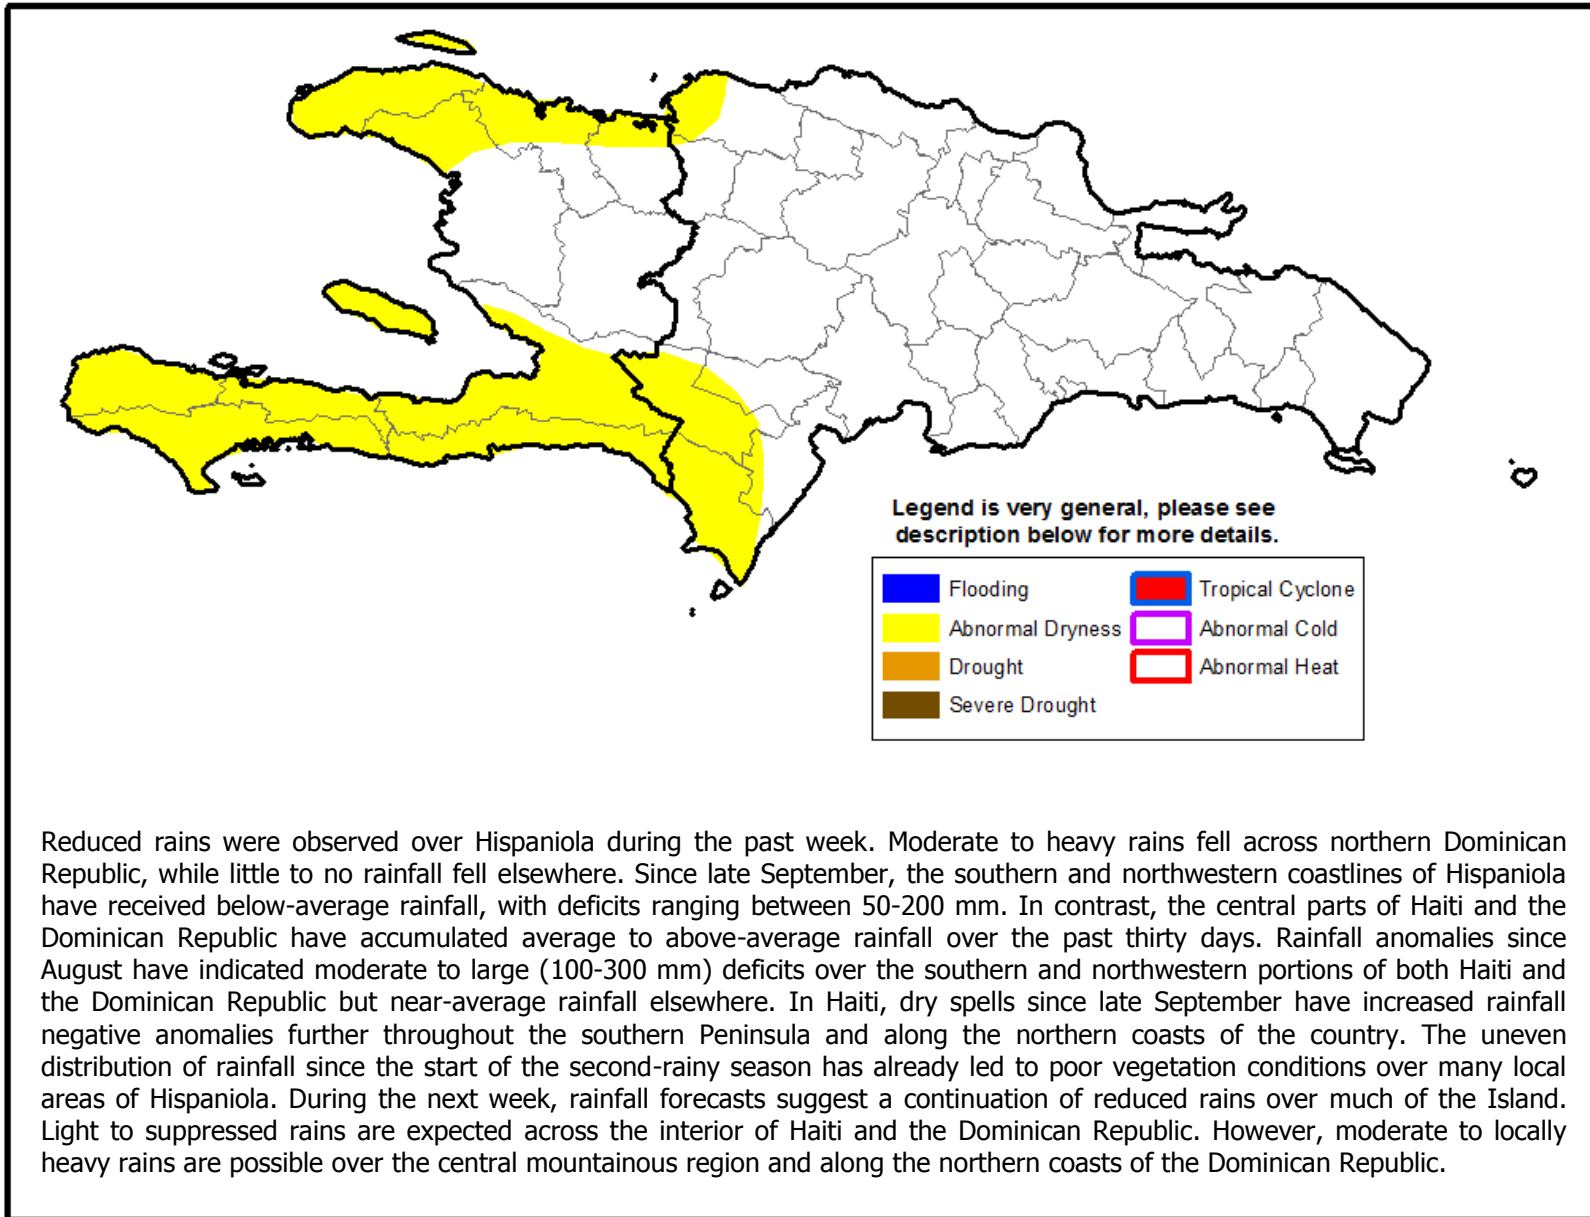 Legend is very general, please see
description below for more details.
Flooding
Abnormal Dryness
Drought
Severe Drought
Tropical Cyclone
Abnormal Cold
Abnormal Heat
Reduced rains were observed over Hispaniola during the past week. Moderate to heavy rains fell across northern Dominican
Republic, while little to no rainfall fell elsewhere. Since late September, the southern and northwestern coastlines of Hispaniola
have received below-average rainfall, with deficits ranging between 50-200 mm. In contrast, the central parts of Haiti and the
Dominican Republic have accumulated average to above-average rainfall over the past thirty days. Rainfall anomalies since
August have indicated moderate to large (100-300 mm) deficits over the southern and northwestern portions of both Haiti and
the Dominican Republic but near-average rainfall elsewhere. In Haiti, dry spells since late September have increased rainfall
negative anomalies further throughout the southern Peninsula and along the northern coasts of the country. The uneven
distribution of rainfall since the start of the second-rainy season has already led to poor vegetation conditions over many local
areas of Hispaniola. During the next week, rainfall forecasts suggest a continuation of reduced rains over much of the Island.
Light to suppressed rains are expected across the interior of Haiti and the Dominican Republic. However, moderate to locally
heavy rains are possible over the central mountainous region and along the northern coasts of the Dominican Republic.